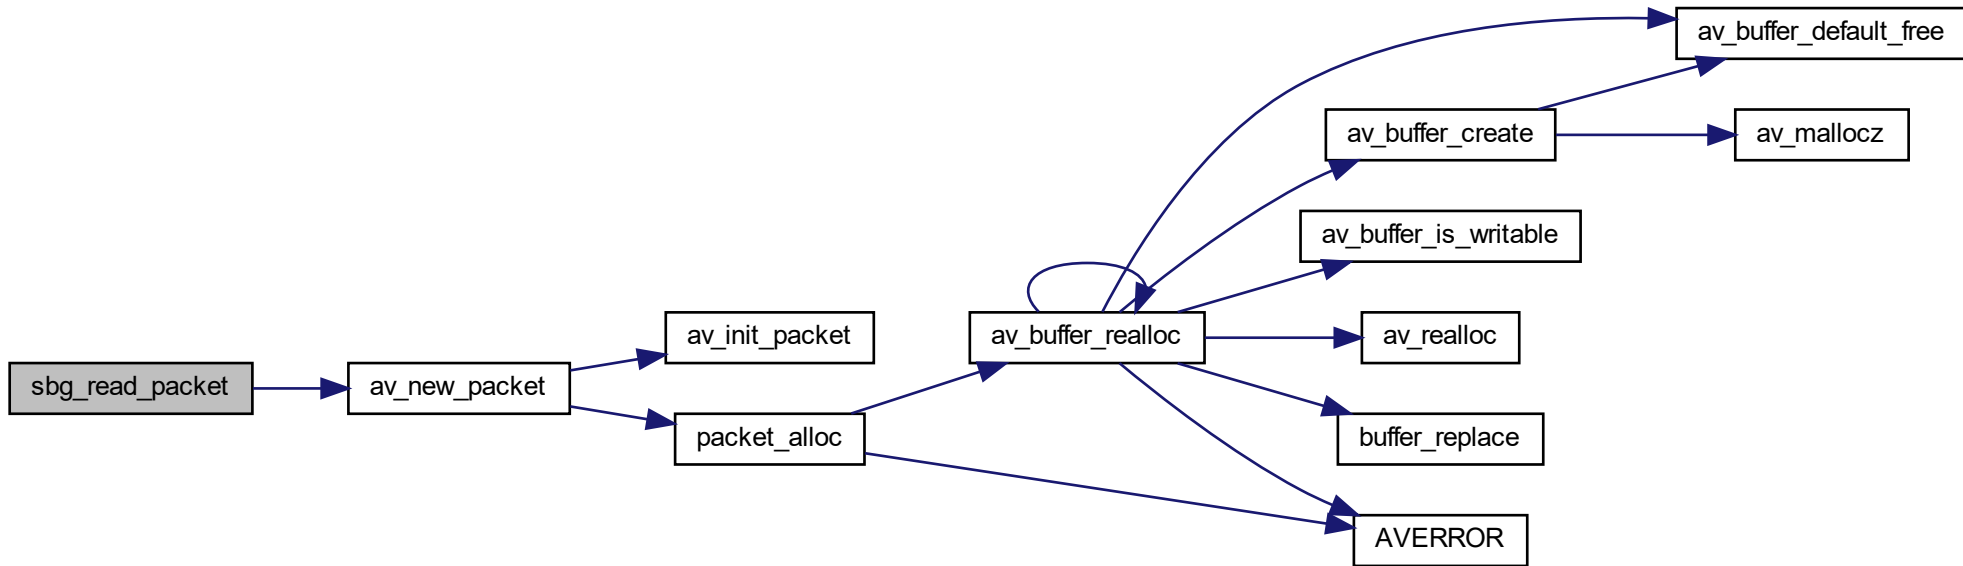 av_buffer_default_free
av_buffer_create
av_mallocz
av_buffer_is_writable
av_init_packet
av_buffer_realloc
av_realloc
sbg_read_packet
av_new_packet
packet_alloc
buffer_replace
AVERROR